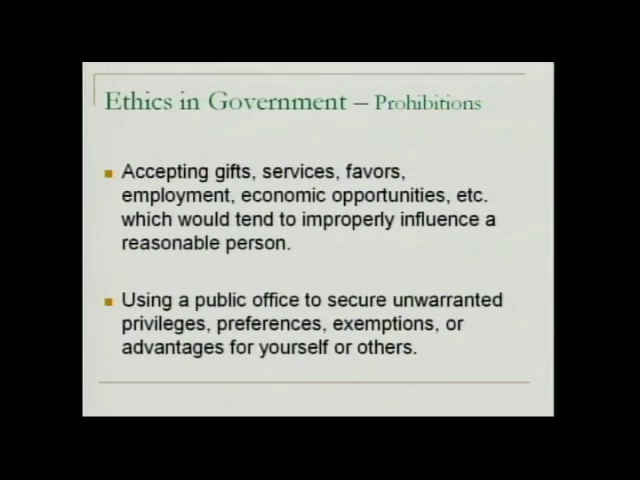 Ethics in Government – Prohibitions
Accepting gifts, services, favors,
employment, economic opportunities, etc.
which would tend to improperly influence a
reasonable person.
Using a public office to secure unwarranted
privileges, preferences, exemptions, or
advantages for yourself or others.